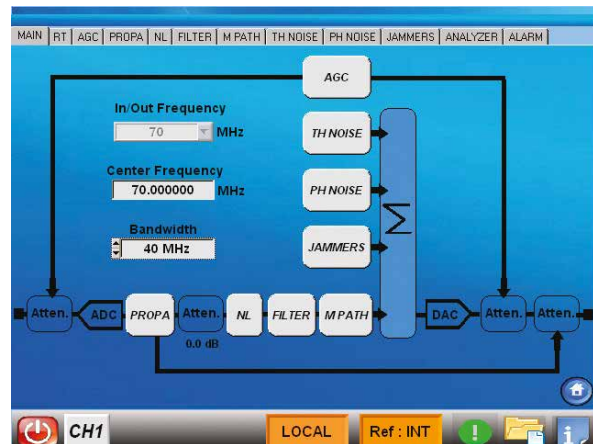 MAIN RT AGC PROPA NL FILTER M PATH TH NOISE PH NOISE JAMMERS ANALYZER ALARM
AGC
In/Out Frequency
70 MHz
TH NOISE
Center Frequency
70.000000 MHz
PH NOISE
Bandwidth
40 MHz
JAMMERS
Σ
Atten. ADC PROPA Atten. NL FILTER M PATH DAC Atten. Atten.
0.0 dB
CH1 LOCAL Ref : INT ! i